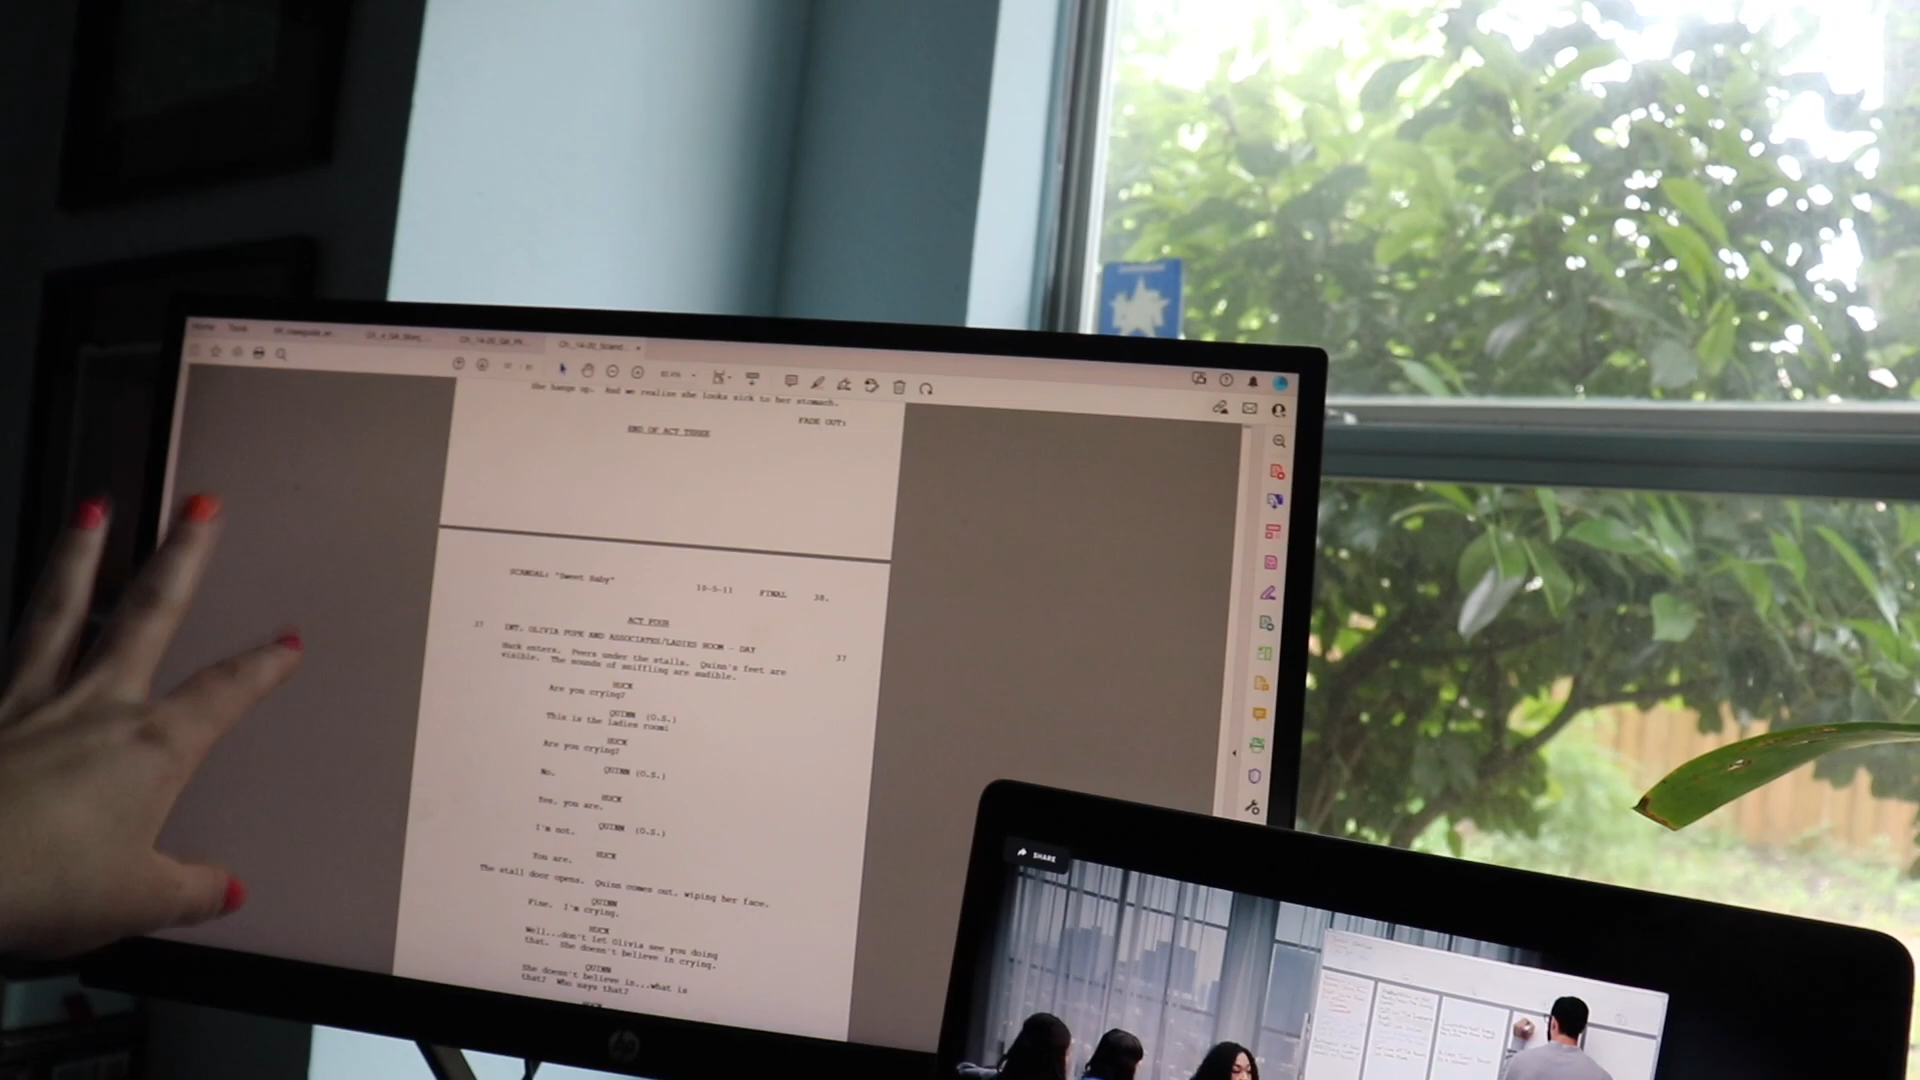 Home Tools
She hangs up. And we realize she looks sick to her stomach.
FADE OUT:
END OF ACT THREE
SCANDAL: "Sweet Baby" 10-5-11 FINAL 38.
ACT FOUR
37 INT. OLIVIA POPE AND ASSOCIATES/LADIES ROOM - DAY 37
Huck enters. Peers under the stalls. Quinn's feet are
visible. The sounds of sniffling are audible.
HUCK
Are you crying?
QUINN (O.S.)
This is the ladies room!
HUCK
Are you crying?
QUINN (O.S.)
No.
HUCK
Yes, you are.
QUINN (O.S.)
I'm not.
HUCK
You are.
The stall door opens. Quinn comes out, wiping her face.
QUINN
Fine. I'm crying.
HUCK
Well...don't let Olivia see you doing
that. She doesn't believe in crying.
QUINN
She doesn't believe in...what is
that? Who says that?
HUCK
hp
SHARE